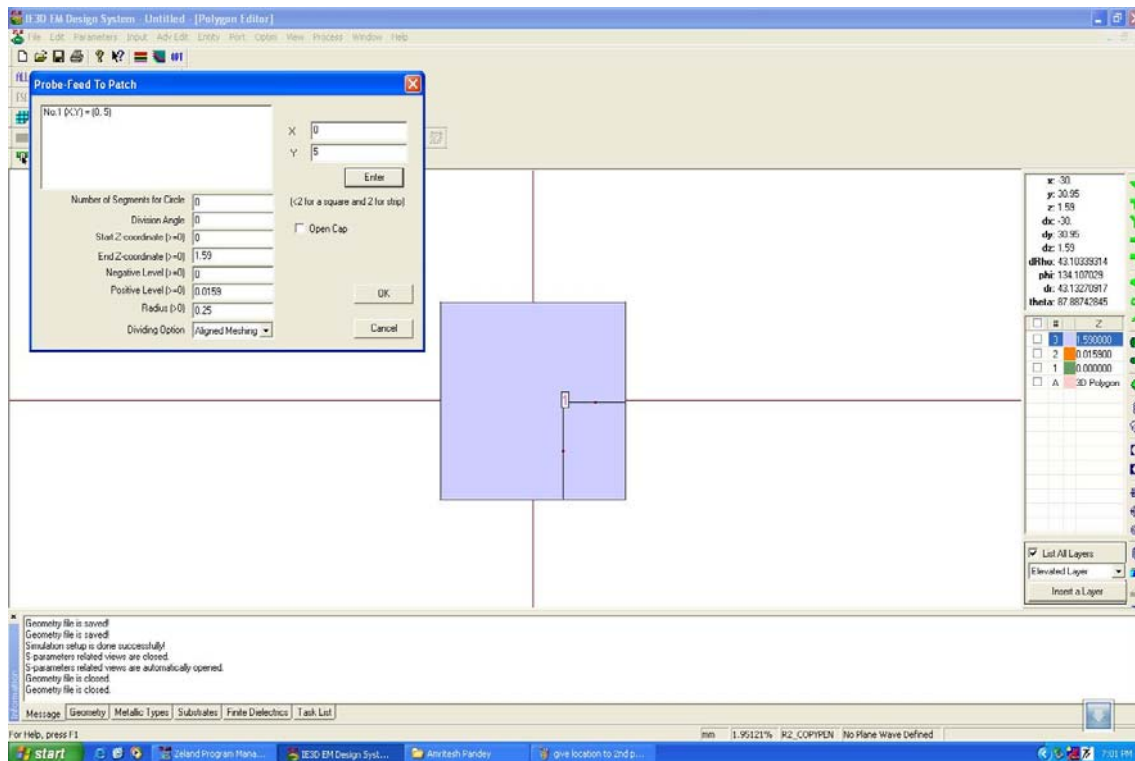 IE3D EM Design System - Untitled - [Polygon Editor]
File Edit Parameters Input Adv Edit Entity Port Optim View Process Window Help
OPT
Probe-Feed To Patch
No.1 (X,Y) = (0, 5)
X 0
Y 5
Enter
Number of Segments for Circle 0
(<2 for a square and 2 for strip)
Division Angle 0
Open Cap
Start Z-coordinate (>=0) 0
End Z-coordinate (>=0) 1.59
Negative Level (>=0) 0
Positive Level (>=0) 0.0159
OK
Radius (>0) 0.25
Dividing Option Aligned Meshing
Cancel
1
x: -30
y: 30.95
z: 1.59
dx: -30.
dy: 30.95
dz: 1.59
dRho: 43.10339314
phi: 134.107029
dr: 43.13270917
theta: 87.88742845
# Z
3 1.590000
2 0.015900
1 0.000000
A 3D Polygon
List All Layers
Elevated Layer
Insert a Layer
Geometry file is saved!
Geometry file is saved!
Simulation setup is done successfully!
S-parameters related views are closed.
S-parameters related views are automatically opened.
Geometry file is closed.
Geometry file is closed.
Information
Message Geometry Metallic Types Substrates Finite Dielectrics Task List
For Help, press F1
mm 1.95121% R2_COPYPEN No Plane Wave Defined
start Zeland Program Mana... IE3D EM Design Syst... Amritesh Pandey give location to 2nd p... 7:01 PM